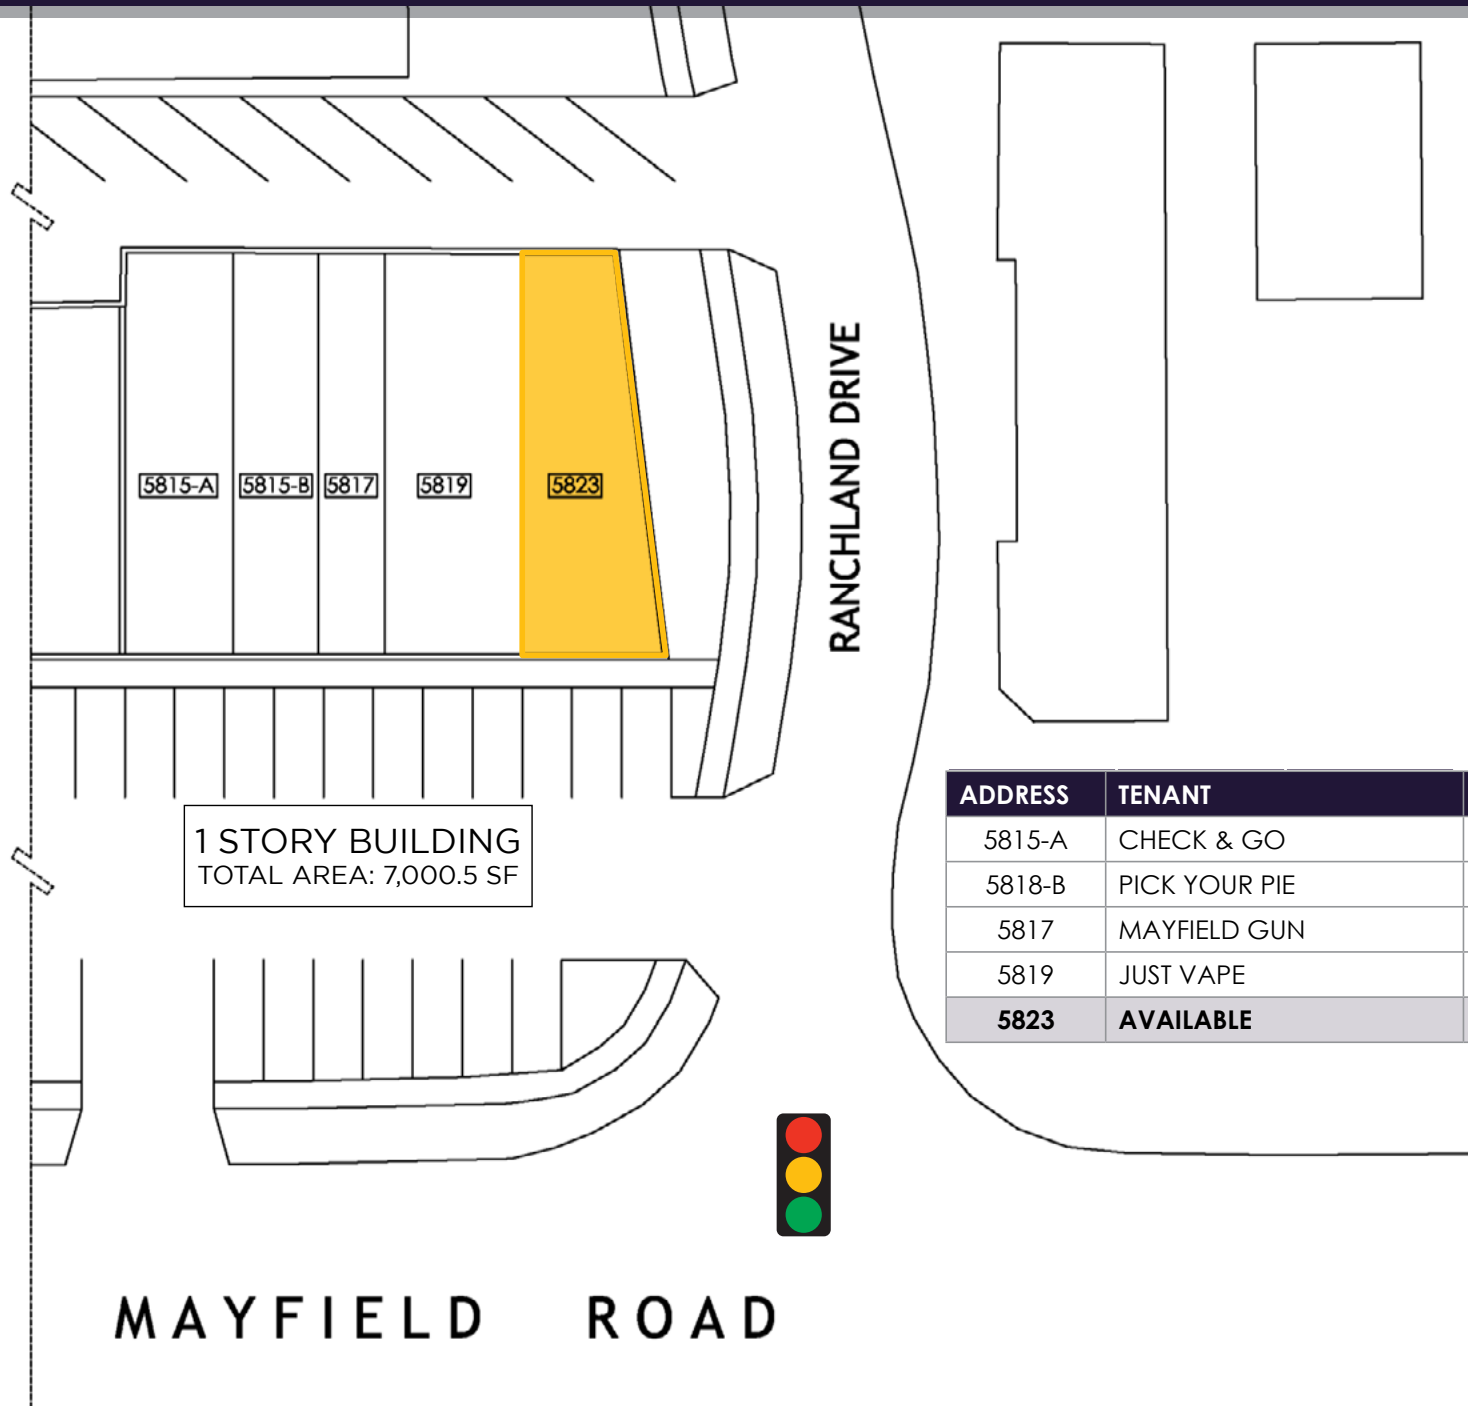 5815-A 5815-B 5817 5819 5823
RANCHLAND DRIVE
1 STORY BUILDING
TOTAL AREA: 7,000.5 SF
ADDRESS TENANT
5815-A CHECK & GO
5818-B PICK YOUR PIE
5817 MAYFIELD GUN
5819 JUST VAPE
5823 AVAILABLE
MAYFIELD ROAD